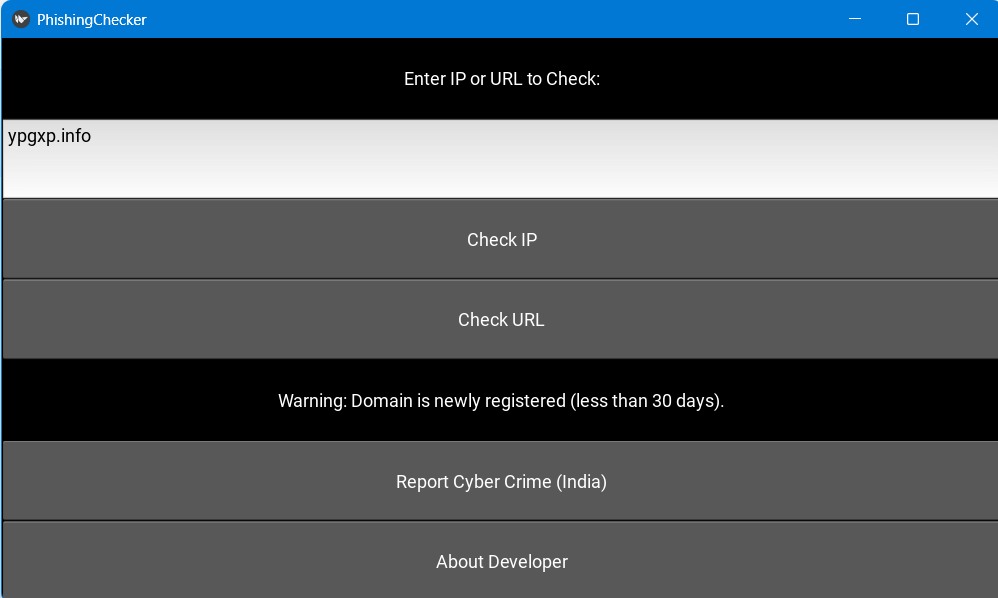 PhishingChecker
Enter IP or URL to Check:
ypgxp.info
Check IP
Check URL
Warning: Domain is newly registered (less than 30 days).
Report Cyber Crime (India)
About Developer